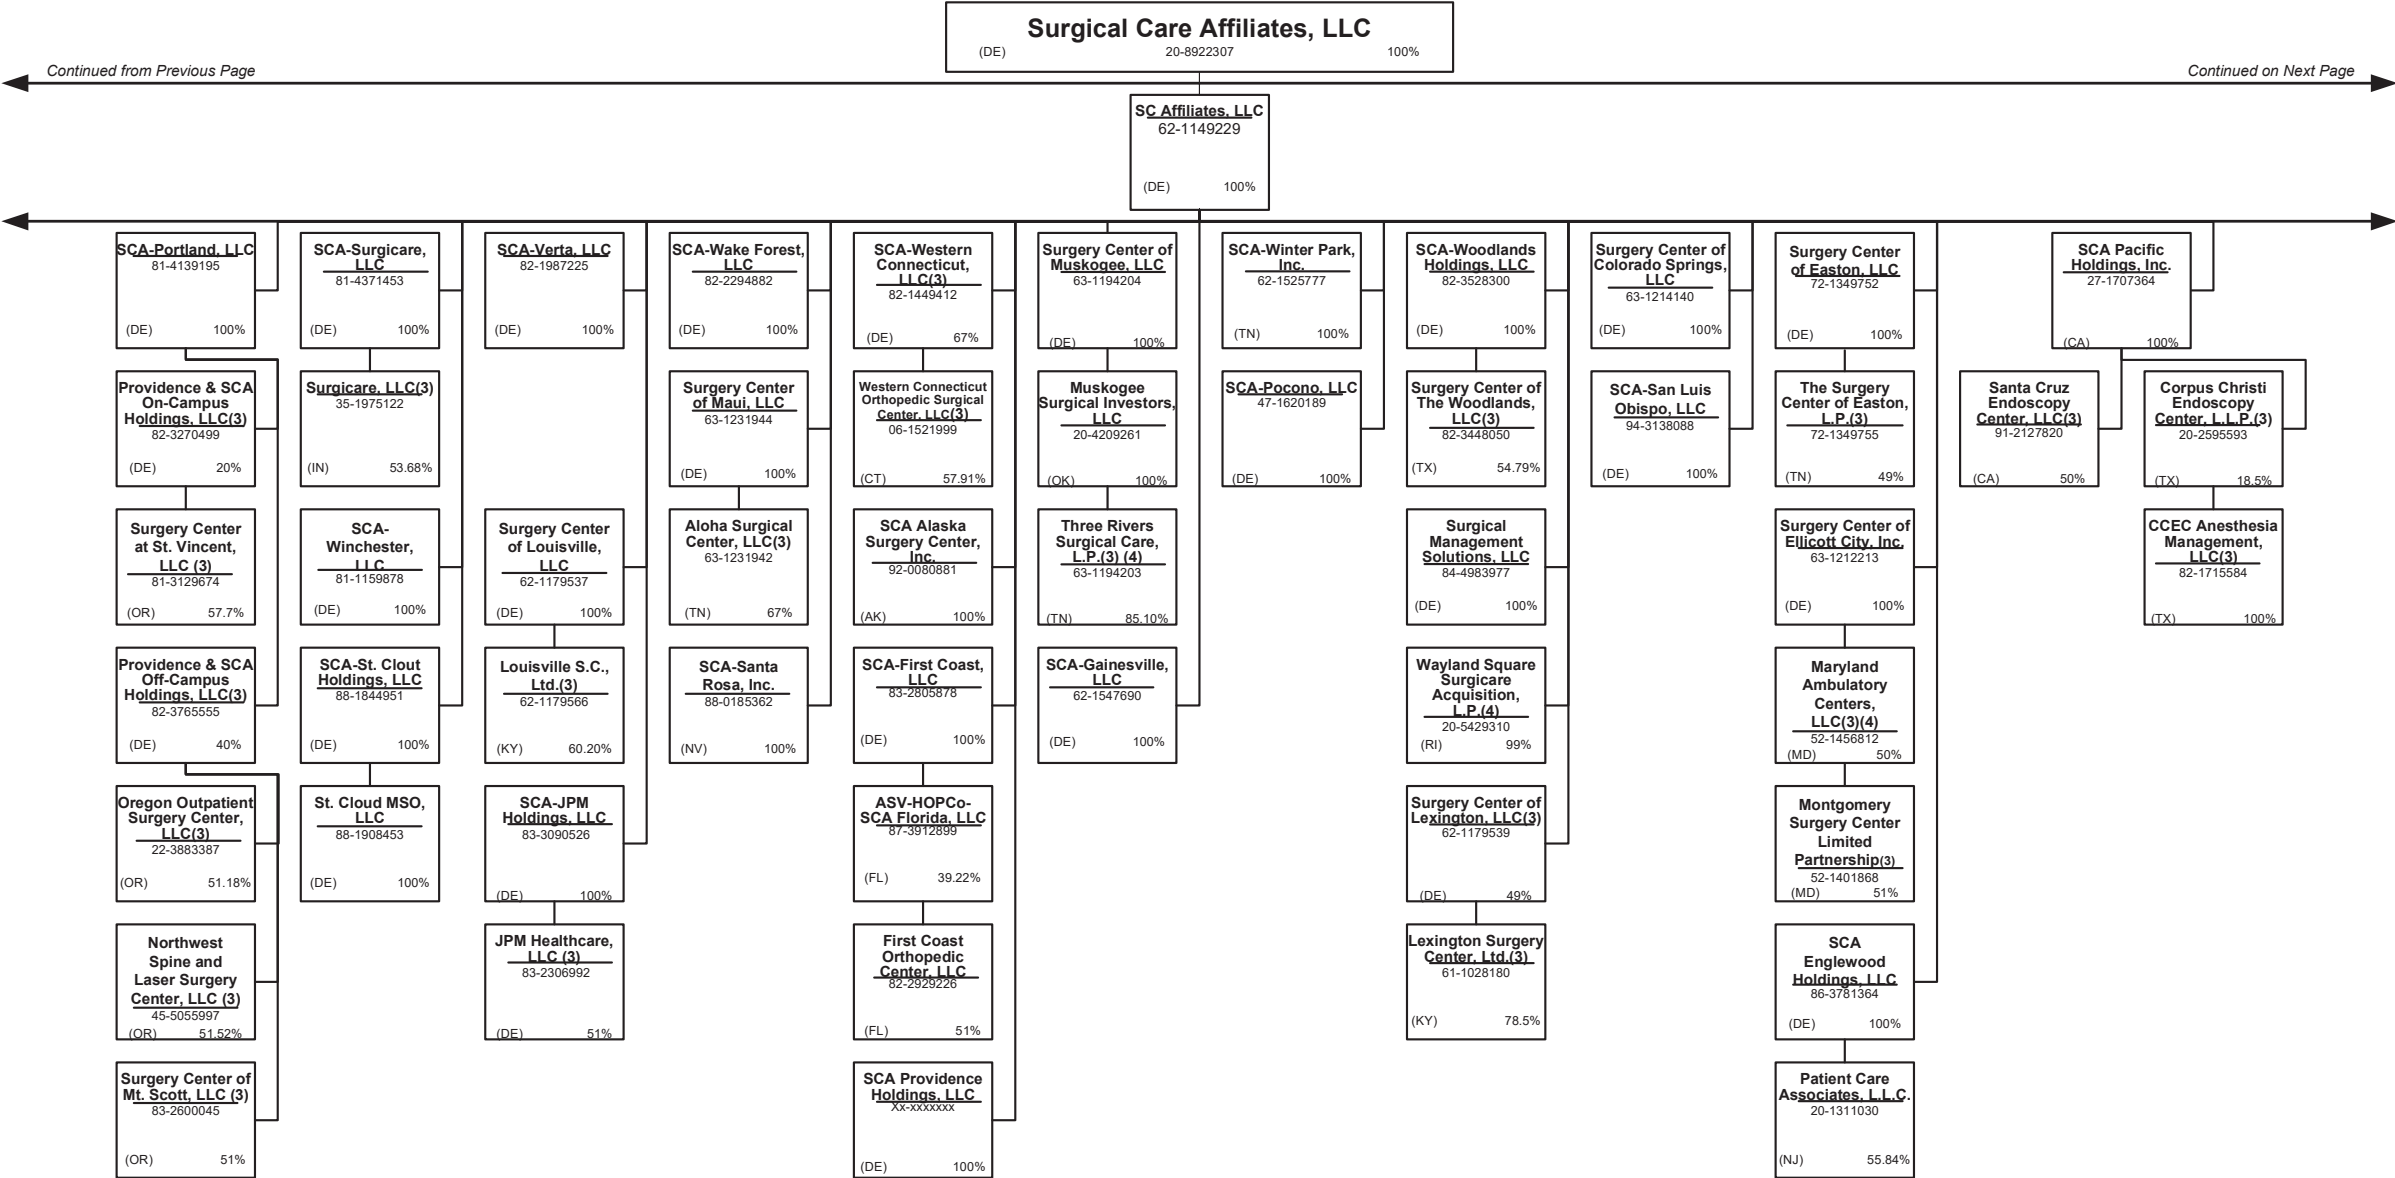 Surgical Care Affiliates, LLC
(DE) 20-8922307 100%
Continued from Previous Page
Continued on Next Page
SC Affiliates, LLC
62-1149229
(DE) 100%
SCA-Portland, LLC
81-4139195
(DE) 100%
Providence & SCA
On-Campus
Holdings, LLC(3)
82-3270499
(DE) 20%
Surgery Center
at St. Vincent,
LLC (3)
81-3129674
(OR) 57.7%
Providence & SCA
Off-Campus
Holdings, LLC(3)
82-3765555
(DE) 40%
Oregon Outpatient
Surgery Center,
LLC(3)
22-3883387
(OR) 51.18%
Northwest
Spine and
Laser Surgery
Center, LLC (3)
45-5055997
(OR) 51.52%
Surgery Center of
Mt. Scott, LLC (3)
83-2600045
(OR) 51%
SCA-Surgicare,
LLC
81-4371453
(DE) 100%
Surgicare, LLC(3)
35-1975122
(IN) 53.68%
SCA-
Winchester,
LLC
81-1159878
(DE) 100%
SCA-St. Clout
Holdings, LLC
88-1844951
(DE) 100%
St. Cloud MSO,
LLC
88-1908453
(DE) 100%
SCA-Verta, LLC
82-1987225
(DE) 100%
Surgery Center
of Louisville,
LLC
62-1179537
(DE) 100%
Louisville S.C.,
Ltd.(3)
62-1179566
(KY) 60.20%
SCA-JPM
Holdings, LLC
83-3090526
(DE) 100%
JPM Healthcare,
LLC (3)
83-2306992
(DE) 51%
SCA-Wake Forest,
LLC
82-2294882
(DE) 100%
Surgery Center
of Maui, LLC
63-1231944
(DE) 100%
Aloha Surgical
Center, LLC(3)
63-1231942
(TN) 67%
SCA-Santa
Rosa, Inc.
88-0185362
(NV) 100%
SCA-Western
Connecticut,
LLC(3)
82-1449412
(DE) 67%
Western Connecticut
Orthopedic Surgical
Center, LLC(3)
06-1521999
(CT) 57.91%
SCA Alaska
Surgery Center,
Inc.
92-0080881
(AK) 100%
SCA-First Coast,
LLC
83-2805878
(DE) 100%
ASV-HOPCo-
SCA Florida, LLC
87-3912899
(FL) 39.22%
First Coast
Orthopedic
Center, LLC
82-2929226
(FL) 51%
SCA Providence
Holdings, LLC
Xx-xxxxxxx
(DE) 100%
Surgery Center of
Muskogee, LLC
63-1194204
(DE) 100%
Muskogee
Surgical Investors,
LLC
20-4209261
(OK) 100%
Three Rivers
Surgical Care,
L.P.(3) (4)
63-1194203
(TN) 85.10%
SCA-Gainesville,
LLC
62-1547690
(DE) 100%
SCA-Winter Park,
Inc.
62-1525777
(TN) 100%
SCA-Pocono, LLC
47-1620189
(DE) 100%
SCA-Woodlands
Holdings, LLC
82-3528300
(DE) 100%
Surgery Center of
The Woodlands,
LLC(3)
82-3448050
(TX) 54.79%
Surgical
Management
Solutions, LLC
84-4983977
(DE) 100%
Wayland Square
Surgicare
Acquisition,
L.P.(4)
20-5429310
(RI) 99%
Surgery Center of
Lexington, LLC(3)
62-1179539
(DE) 49%
Lexington Surgery
Center, Ltd.(3)
61-1028180
(KY) 78.5%
Surgery Center of
Colorado Springs,
LLC
63-1214140
(DE) 100%
SCA-San Luis
Obispo, LLC
94-3138088
(DE) 100%
Surgery Center
of Easton, LLC
72-1349752
(DE) 100%
The Surgery
Center of Easton,
L.P.(3)
72-1349755
(TN) 49%
Surgery Center of
Ellicott City, Inc.
63-1212213
(DE) 100%
Maryland
Ambulatory
Centers,
LLC(3)(4)
52-1456812
(MD) 50%
Montgomery
Surgery Center
Limited
Partnership(3)
52-1401868
(MD) 51%
SCA
Englewood
Holdings, LLC
86-3781364
(DE) 100%
Patient Care
Associates, L.L.C.
20-1311030
(NJ) 55.84%
SCA Pacific
Holdings, Inc.
27-1707364
(CA) 100%
Santa Cruz
Endoscopy
Center, LLC(3)
91-2127820
(CA) 50%
Corpus Christi
Endoscopy
Center, L.L.P.(3)
20-2595593
(TX) 18.5%
CCEC Anesthesia
Management,
LLC(3)
82-1715584
(TX) 100%